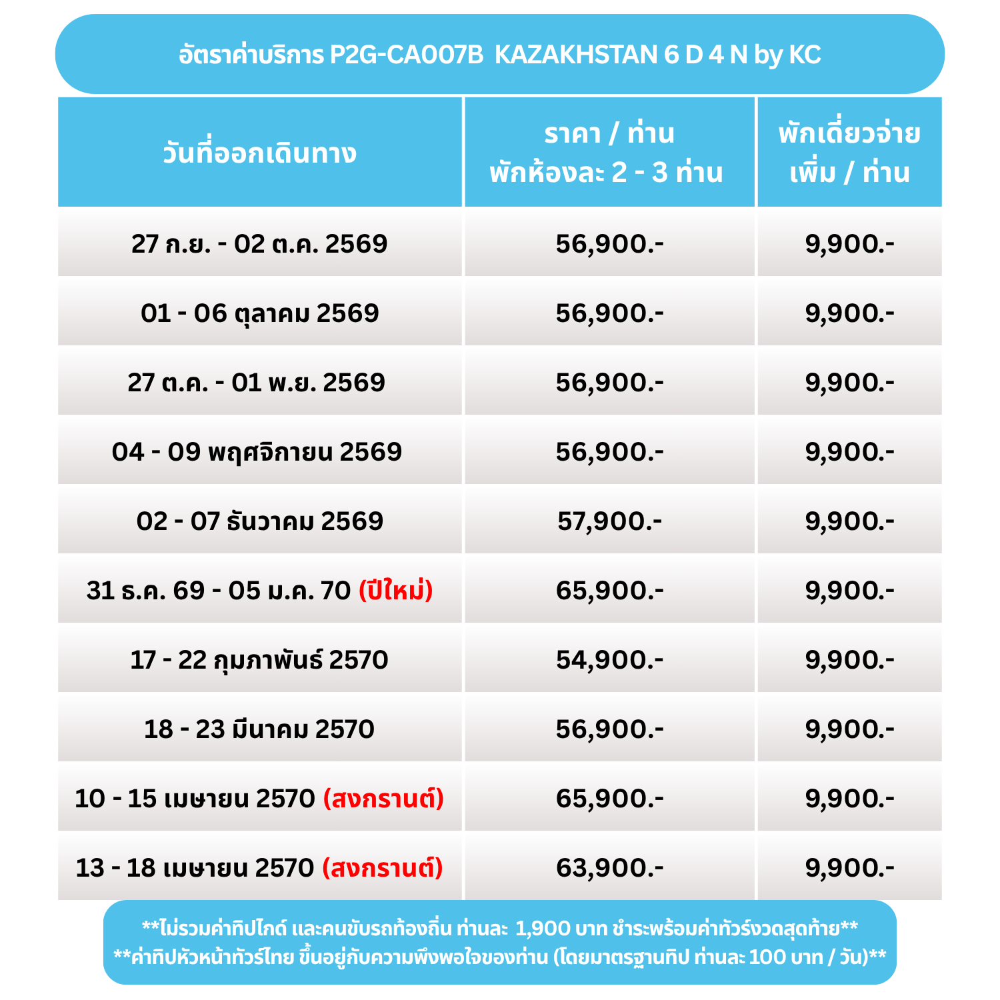 อัตราค่าบริการ P2G-CA007B KAZAKHSTAN 6 D 4 N by KC
วันที่ออกเดินทาง
ราคา / ท่าน
พักห้องละ 2 - 3 ท่าน
พักเดี่ยวจ่าย
เพิ่ม / ท่าน
27 ก.ย. - 02 ต.ค. 2569 56,900.- 9,900.-
01 - 06 ตุลาคม 2569 56,900.- 9,900.-
27 ต.ค. - 01 พ.ย. 2569 56,900.- 9,900.-
04 - 09 พฤศจิกายน 2569 56,900.- 9,900.-
02 - 07 ธันวาคม 2569 57,900.- 9,900.-
31 ธ.ค. 69 - 05 ม.ค. 70 (ปีใหม่) 65,900.- 9,900.-
17 - 22 กุมภาพันธ์ 2570 54,900.- 9,900.-
18 - 23 มีนาคม 2570 56,900.- 9,900.-
10 - 15 เมษายน 2570 (สงกรานต์) 65,900.- 9,900.-
13 - 18 เมษายน 2570 (สงกรานต์) 63,900.- 9,900.-
**ไม่รวมค่าทิปไกด์ และคนขับรถท้องถิ่น ท่านละ 1,900 บาท ชำระพร้อมค่าทัวร์งวดสุดท้าย**
**ค่าทิปหัวหน้าทัวร์ไทย ขึ้นอยู่กับความพึงพอใจของท่าน (โดยมาตรฐานทิป ท่านละ 100 บาท / วัน)**